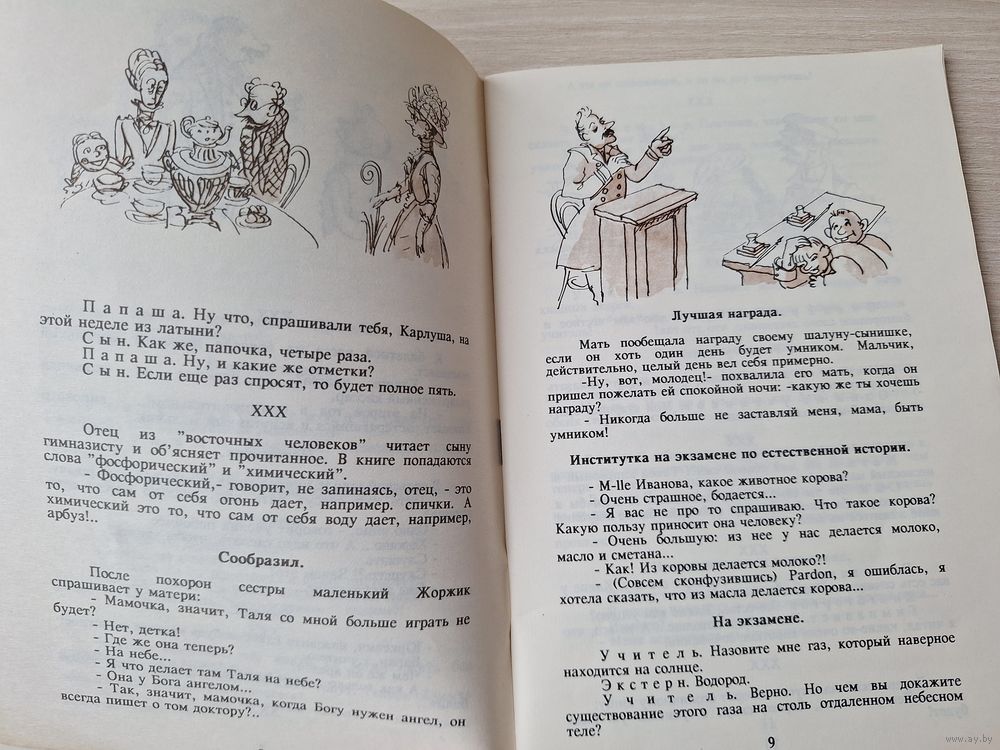 П а п а ш а. Ну что, спрашивали тебя, Карлуша, на
этой неделе из латыни?
С ы н. Как же, папочка, четыре раза.
П а п а ш а. Ну, и какие же отметки?
С ы н. Если еще раз спросят, то будет полное пять.
XXX
Отец из "восточных человеков" читает сыну
гимназисту и об'ясняет прочитанное. В книге попадаются
слова "фосфорический" и "химический".
- Фосфорический,- говорит, не запинаясь, отец, - это
то, что сам от себя огонь дает, например. спички. А
химический это то, что сам от себя воду дает, например,
арбуз!..
Сообразил.
После похорон сестры маленький Жоржик
спрашивает у матери:
- Мамочка, значит, Таля со мной больше играть не
будет?
- Нет, детка!
- Где же она теперь?
- На небе...
- Я что делает там Таля на небе?
- Она у Бога ангелом...
- Так, значит, мамочка, когда Богу нужен ангел, он
всегда пишет о том доктору?..
Лучшая награда.
Мать пообещала награду своему шалуну-сынишке,
если он хоть один день будет умником. Мальчик,
действительно, целый день вел себя примерно.
-Ну, вот, молодец!- похвалила его мать, когда он
пришел пожелать ей спокойной ночи: -какую же ты хочешь
награду?
- Никогда больше не заставляй меня, мама, быть
умником!
Институтка на экзамене по естественной истории.
- M-lle Иванова, какое животное корова?
- Очень страшное, бодается...
- Я вас не про то спрашиваю. Что такое корова?
Какую пользу приносит она человеку?
- Очень большую: из нее у нас делается молоко,
масло и сметана...
- Как! Из коровы делается молоко?!
- (Совсем сконфузившись) Pardon, я ошиблась, я
хотела сказать, что из масла делается корова...
На экзамене.
У ч и т е л ь. Назовите мне газ, который наверное
находится на солнце.
Э к с т е р н. Водород.
У ч и т е л ь. Верно. Но чем вы докажите
существование этого газа на столь отдаленном небесном
теле?
9
www.ay.by